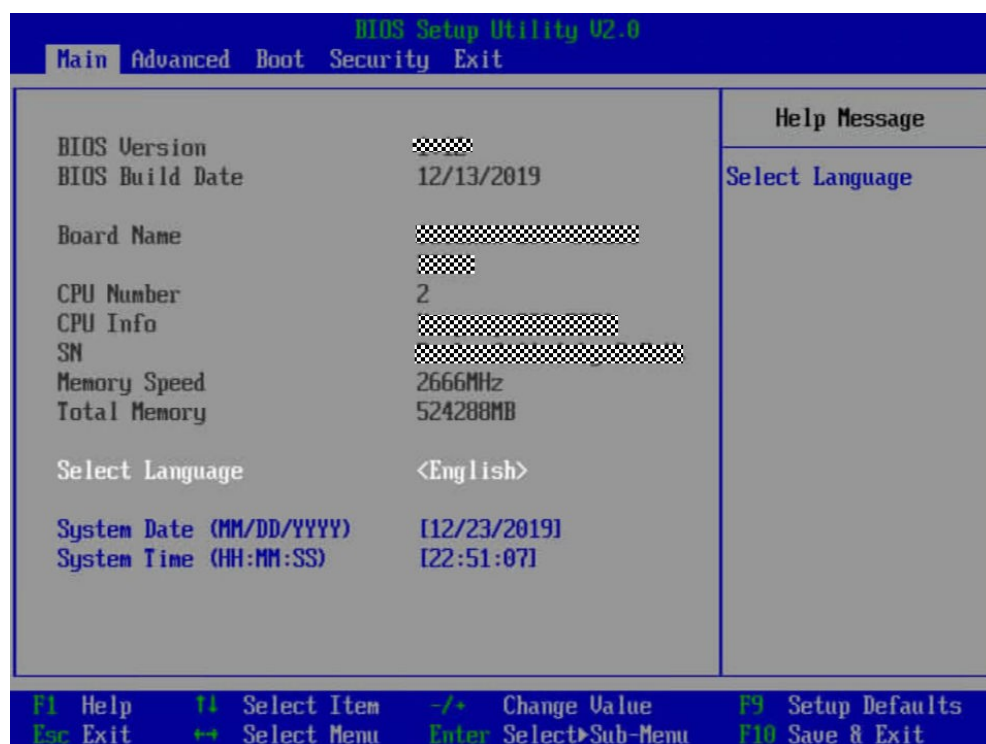 BIOS Setup Utility V2.0
Main Advanced Boot Security Exit
Help Message
Select Language
BIOS Version
BIOS Build Date 12/13/2019
Board Name
CPU Number 2
CPU Info
SN
Memory Speed 2666MHz
Total Memory 524288MB
Select Language <English>
System Date (MM/DD/YYYY) [12/23/2019]
System Time (HH:MM:SS) [22:51:07]
F1 Help ↑↓ Select Item -/+ Change Value F9 Setup Defaults
Esc Exit ←→ Select Menu Enter Select▶Sub-Menu F10 Save & Exit